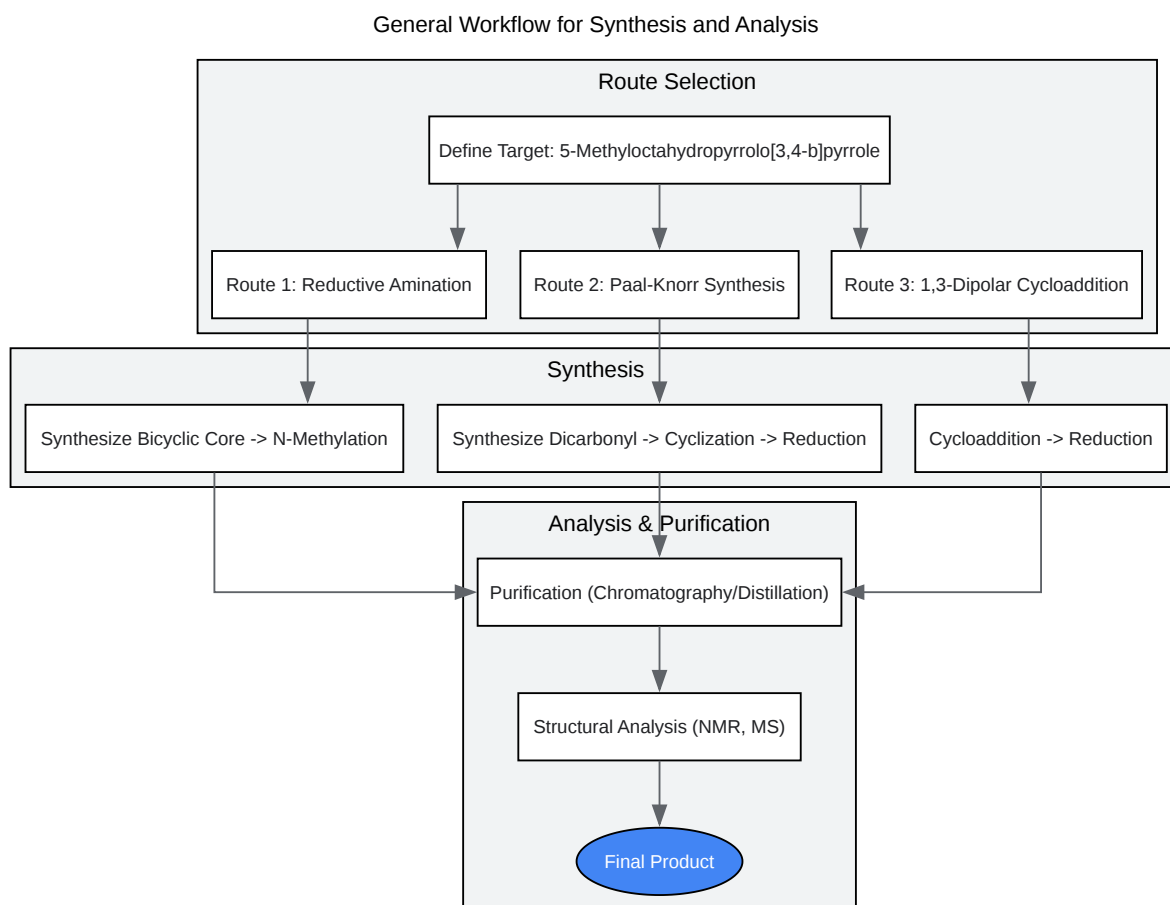 General Workflow for Synthesis and Analysis
Route Selection
Define Target: 5-Methyloctahydropyrrolo[3,4-b]pyrrole
Route 1: Reductive Amination
Route 2: Paal-Knorr Synthesis
Route 3: 1,3-Dipolar Cycloaddition
Synthesis
Synthesize Bicyclic Core -> N-Methylation
Synthesize Dicarbonyl -> Cyclization -> Reduction
Cycloaddition -> Reduction
Analysis & Purification
Purification (Chromatography/Distillation)
Structural Analysis (NMR, MS)
Final Product